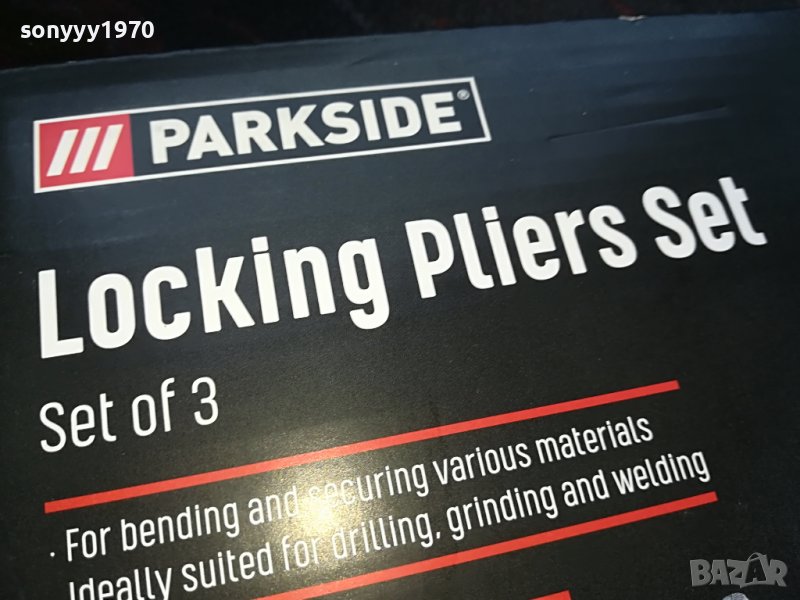 sonyyy1970
PARKSIDE®
Locking Pliers Set
Set of 3
· For bending and securing various materials
Ideally suited for drilling, grinding and welding
BAZAR